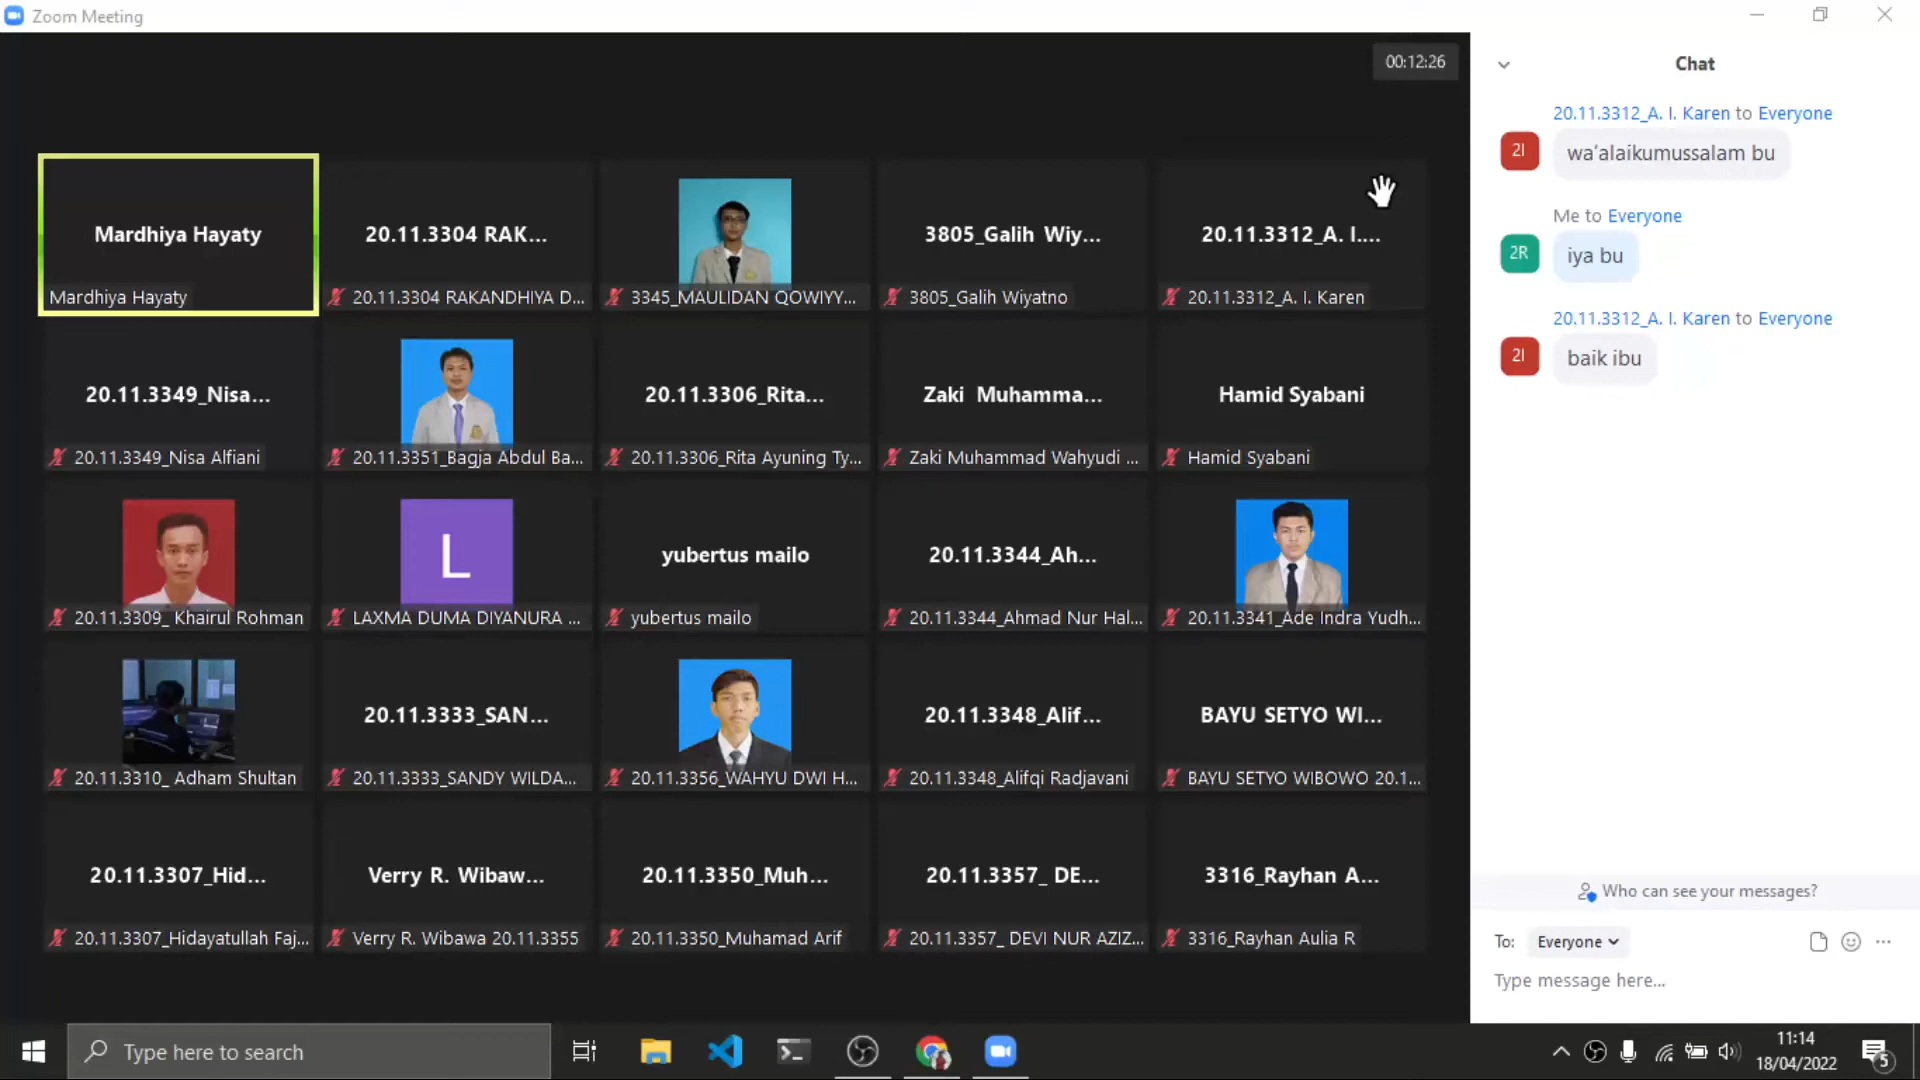 Zoom Meeting
00:12:26
Mardhiya Hayaty
Mardhiya Hayaty
20.11.3304 RAK...
20.11.3304 RAKANDHIYA D...
3345_MAULIDAN QOWIYY...
3805_Galih Wiy...
3805_Galih Wiyatno
20.11.3312_A. I....
20.11.3312_A. I. Karen
20.11.3349_Nisa...
20.11.3349_Nisa Alfiani
20.11.3351_Bagja Abdul Ba...
20.11.3306_Rita...
20.11.3306_Rita Ayuning Ty...
Zaki Muhamma...
Zaki Muhammad Wahyudi ...
Hamid Syabani
Hamid Syabani
20.11.3309_ Khairul Rohman
L
LAXMA DUMA DIYANURA ...
yubertus mailo
yubertus mailo
20.11.3344_Ah...
20.11.3344_Ahmad Nur Hal...
20.11.3341_Ade Indra Yudh...
20.11.3310_ Adham Shultan
20.11.3333_SAN...
20.11.3333_SANDY WILDA...
20.11.3356_WAHYU DWI H...
20.11.3348_Alif...
20.11.3348_Alifqi Radjavani
BAYU SETYO WI...
BAYU SETYO WIBOWO 20.1...
20.11.3307_Hid...
20.11.3307_Hidayatullah Faj...
Verry R. Wibaw...
Verry R. Wibawa 20.11.3355
20.11.3350_Muh...
20.11.3350_Muhamad Arif
20.11.3357_ DE...
20.11.3357_ DEVI NUR AZIZ...
3316_Rayhan A...
3316_Rayhan Aulia R
Chat
20.11.3312_A. I. Karen to Everyone
2I
wa'alaikumussalam bu
Me to Everyone
2R
iya bu
20.11.3312_A. I. Karen to Everyone
2I
baik ibu
Who can see your messages?
To: Everyone
Type message here...
Type here to search
11:14
18/04/2022
5